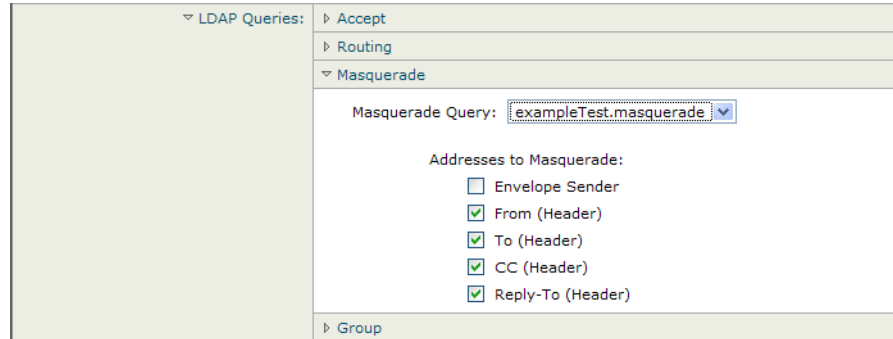 LDAP Queries: Accept
Routing
Masquerade
Masquerade Query: exampleTest.masquerade
Addresses to Masquerade:
Envelope Sender
From (Header)
To (Header)
CC (Header)
Reply-To (Header)
Group